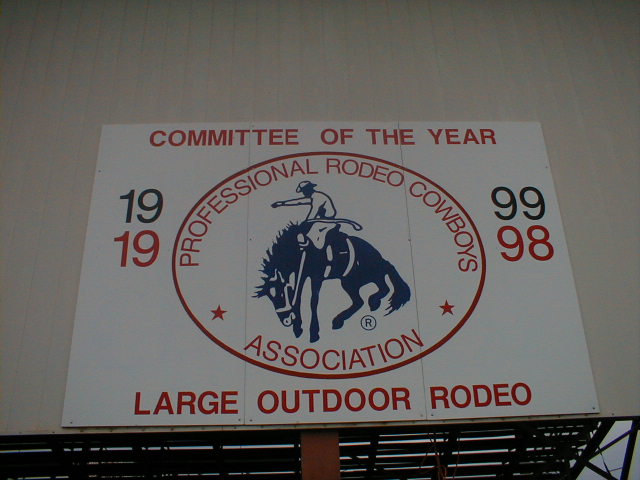 COMMITTEE OF THE YEAR
19 99
19 98
PROFESSIONAL RODEO COWBOYS
®
ASSOCIATION
LARGE OUTDOOR RODEO